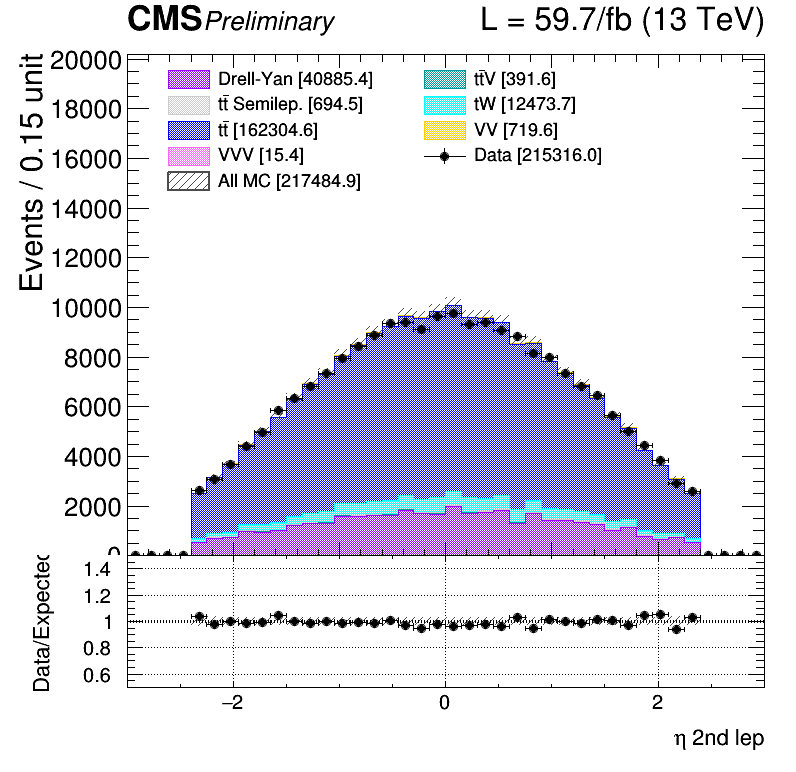 CMS Preliminary L = 59.7/fb (13 TeV)
Events / 0.15 unit
20000
18000
16000
14000
12000
10000
8000
6000
4000
2000
0
Drell-Yan [40885.4]
tt̄ Semilep. [694.5]
tt̄ [162304.6]
VVV [15.4]
All MC [217484.9]
tt̄V [391.6]
tW [12473.7]
VV [719.6]
Data [215316.0]
Data/Expected
1.4
1.2
1
0.8
0.6
−2 0 2
η 2nd lep